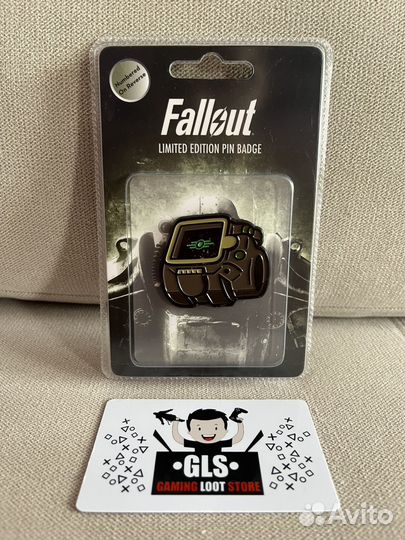 Numbered
On Reverse
Fallout
LIMITED EDITION PIN BADGE
·GLS·
GAMING LOOT STORE
Avito